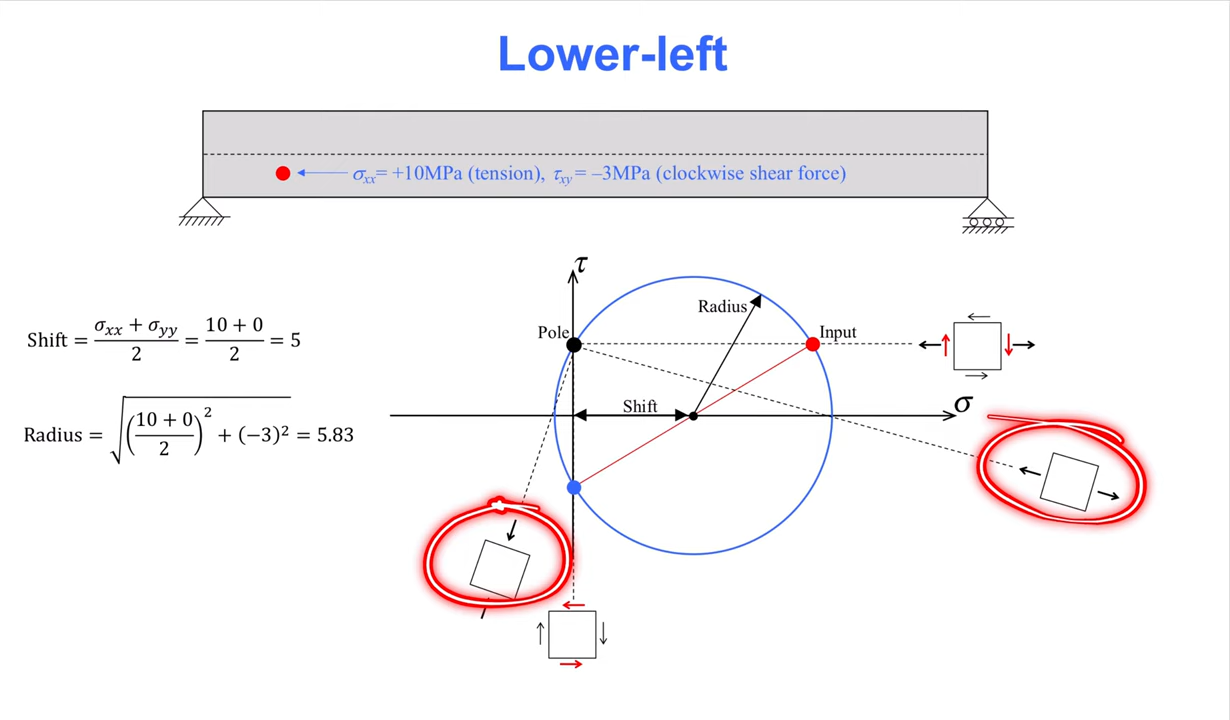 Lower-left
σxx= +10MPa (tension), τxy= –3MPa (clockwise shear force)
τ
Radius
Pole
Input
Shift = (σxx + σyy)/2 = (10 + 0)/2 = 5
Shift
σ
Radius = √(((10 + 0)/2)² + (−3)²) = 5.83